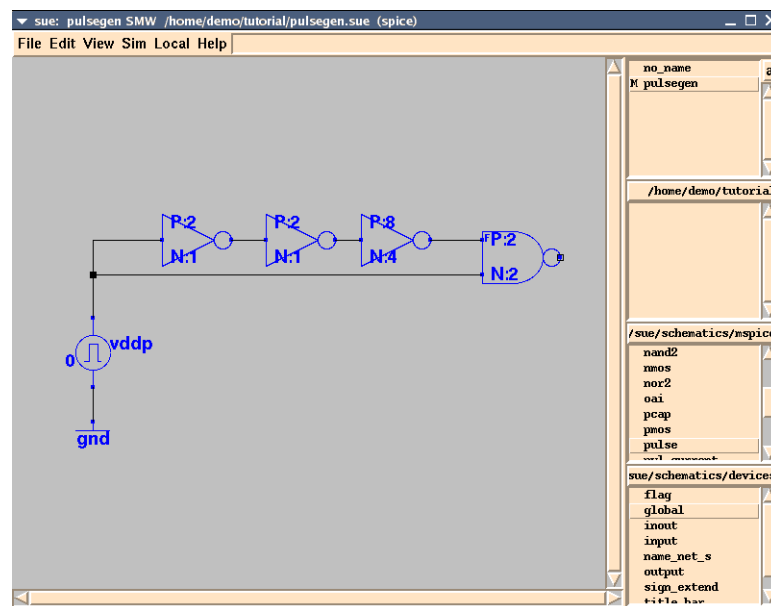 sue: pulsegen SMW /home/demo/tutorial/pulsegen.sue (spice)
File Edit View Sim Local Help
no_name
M pulsegen
/home/demo/tutorial
P:2
N:1
P:2
N:1
P:8
N:4
FP:2
N:2
0
vddp
gnd
/sue/schematics/mspice
nand2
nmos
nor2
oai
pcap
pmos
pulse
sue/schematics/devices
flag
global
inout
input
name_net_s
output
sign_extend
title_bar